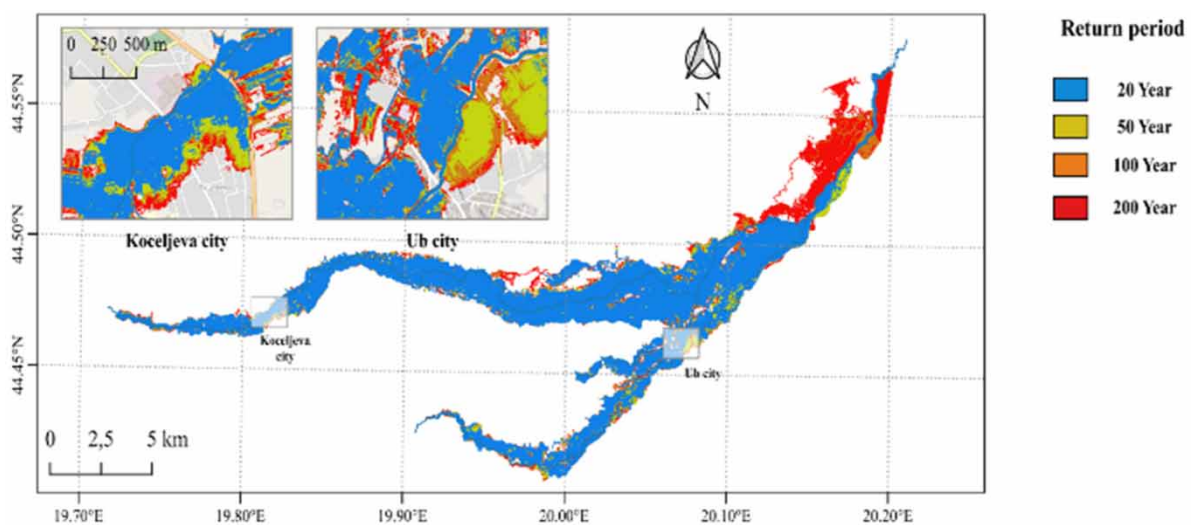 Return period
20 Year
50 Year
100 Year
200 Year
0 250 500 m
Koceljeva city
Ub city
N
44.55°N
44.50°N
44.45°N
Koceljeva
city
Ub city
0 2,5 5 km
19.70°E
19.80°E
19.90°E
20.00°E
20.10°E
20.20°E